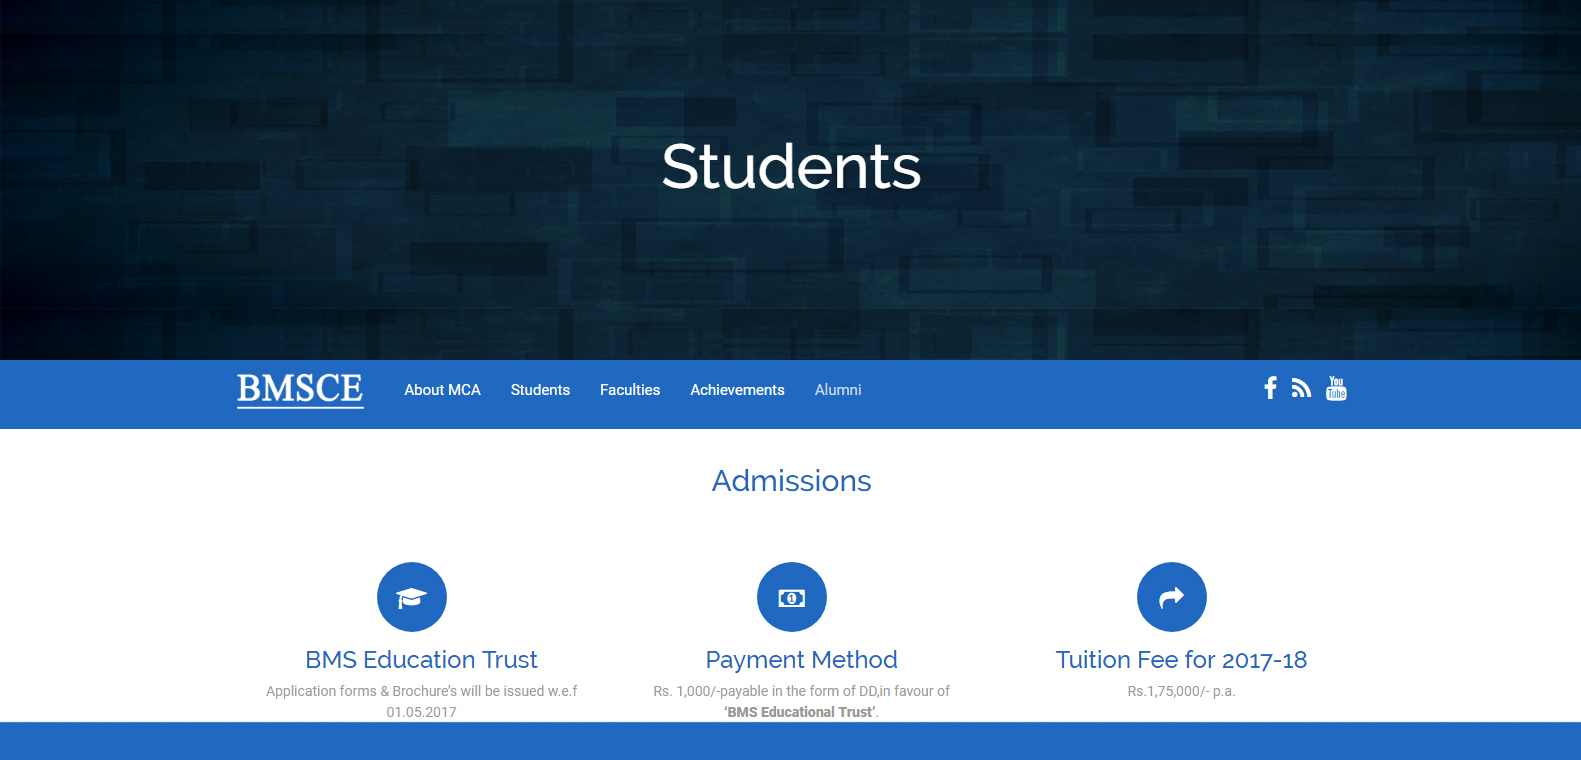 Students
BMSCE
About MCA Students Faculties Achievements Alumni
You
Tube
Admissions
1
BMS Education Trust
Application forms & Brochure’s will be issued w.e.f
01.05.2017
Payment Method
Rs. 1,000/-payable in the form of DD,in favour of
‘BMS Educational Trust’.
Tuition Fee for 2017-18
Rs.1,75,000/- p.a.